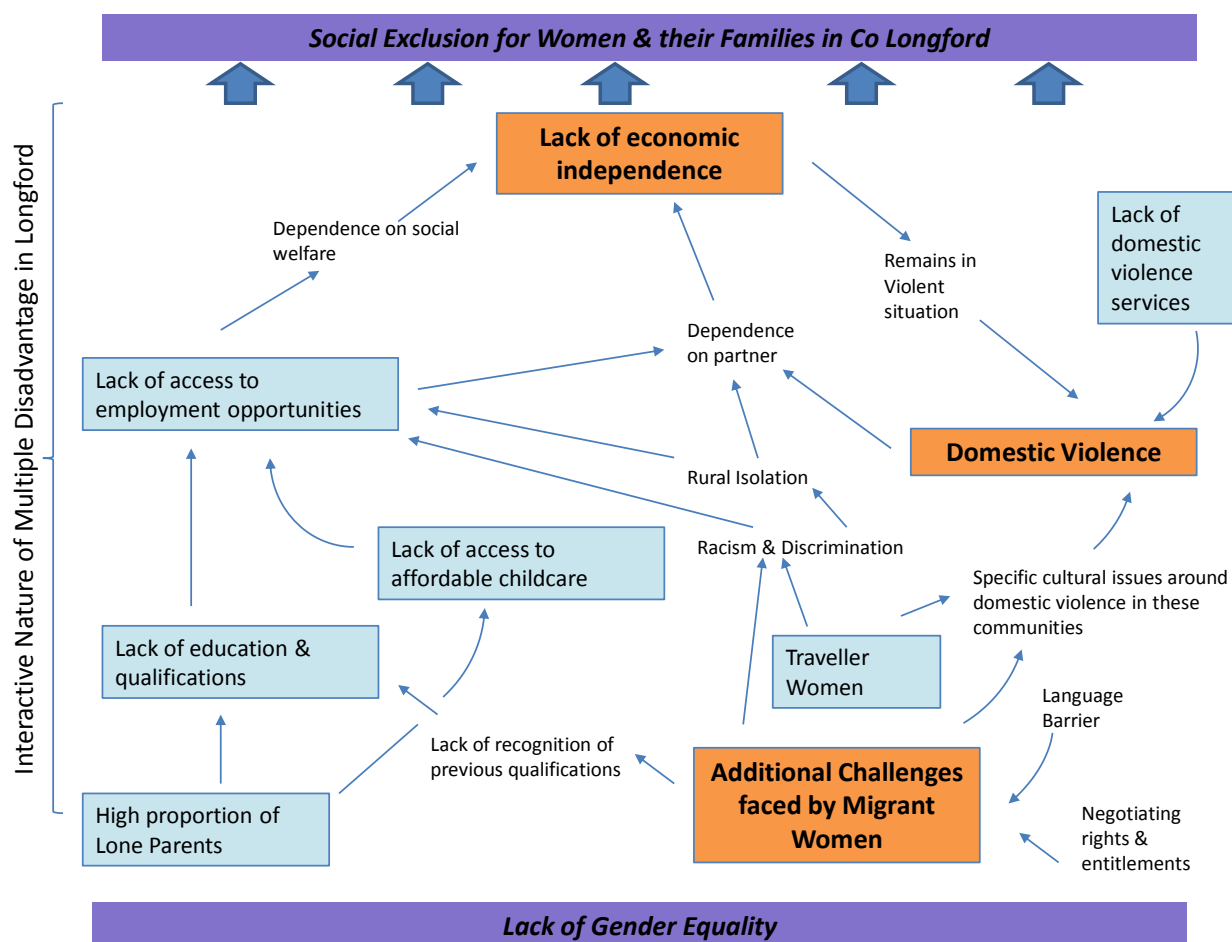 Social Exclusion for Women & their Families in Co Longford
Interactive Nature of Multiple Disadvantage in Longford
Lack of economic
independence
Dependence on social
welfare
Remains in
Violent
situation
Lack of
domestic
violence
services
Dependence
on partner
Lack of access to
employment opportunities
Domestic Violence
Rural Isolation
Racism & Discrimination
Lack of access to
affordable childcare
Specific cultural issues around
domestic violence in these
communities
Lack of education &
qualifications
Traveller
Women
Language
Barrier
Lack of recognition of
previous qualifications
Additional Challenges
faced by Migrant
Women
High proportion of
Lone Parents
Negotiating
rights &
entitlements
Lack of Gender Equality